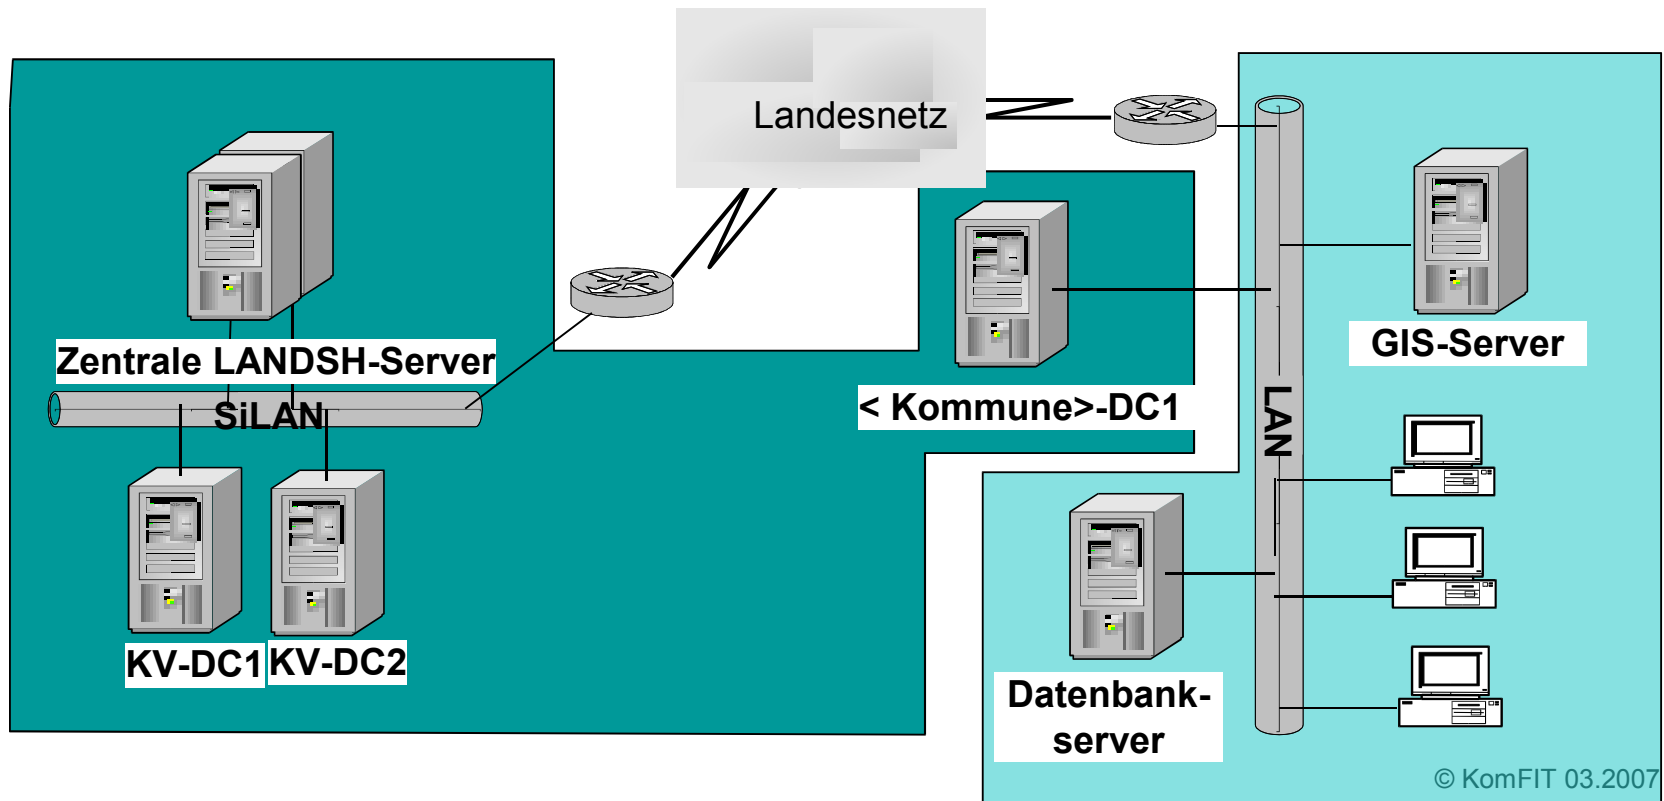 Landesnetz
Zentrale LANDSH-Server
SiLAN
KV-DC1
KV-DC2
< Kommune>-DC1
LAN
GIS-Server
Datenbank-
server
© KomFIT 03.2007